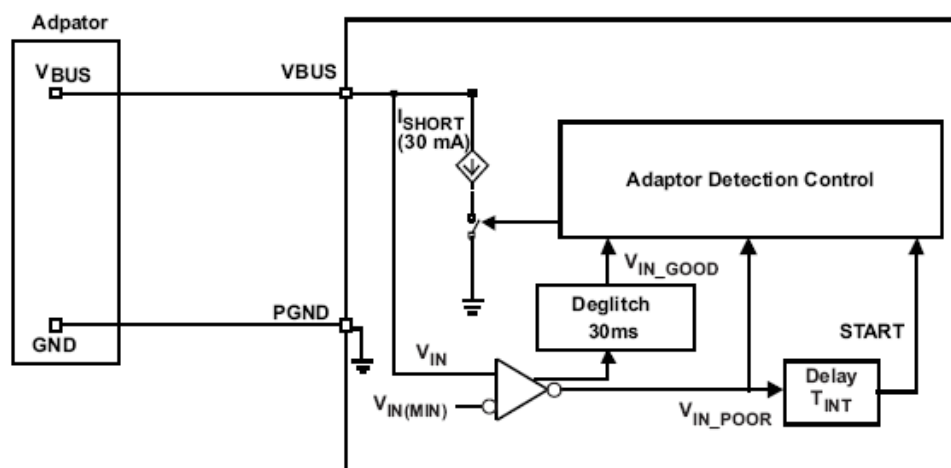 Adpator
VBUS
VBUS
ISHORT
(30 mA)
Adaptor Detection Control
VIN_GOOD
Deglitch
30ms
PGND
GND
START
VIN
Delay
TINT
VIN(MIN)
VIN_POOR